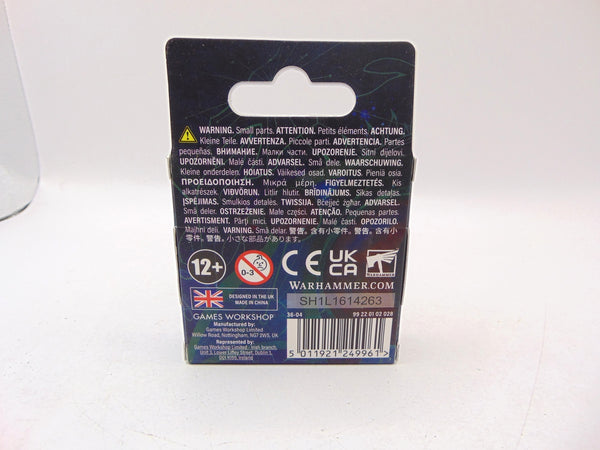 WARNING. Small parts. ATTENTION. Petits éléments. ACHTUNG.
Kleine Teile. AVVERTENZA. Piccole parti. ADVERTENCIA. Partes
pequeñas. ВНИМАНИЕ. Малки части. UPOZORENJE. Sitni dijelovi.
UPOZORNĚNÍ. Malé části. ADVARSEL. Små dele. WAARSCHUWING.
Kleine onderdelen. HOIATUS. Väikesed osad. VAROITUS. Pieniä osia.
ΠΡΟΕΙΔΟΠΟΙΗΣΗ. Μικρά μέρη. FIGYELMEZTETÉS. Kis
alkatrészek. VIÐVÖRUN. Litlir hlutir. BRĪDINĀJUMS. Sīkas detaļas.
ĮSPĖJIMAS. Smulkios detalės. TWISSIJA. Bċejjeċ żgħar. ADVARSEL.
Små deler. OSTRZEŻENIE. Małe części. ATENÇÃO. Pequenas partes.
AVERTISMENT. Părți mici. UPOZORNENIE. Malé časti. OPOZORILO.
Majhni deli. VARNING. Små delar. 警告。含有小零件。警告。含有小
零件。警告。小さな部品があります。
12+
0-3
CE
UK
CA
WARHAMMER
WARHAMMER.COM
DESIGNED IN THE UK
MADE IN CHINA
SH1L1614263
GAMES WORKSHOP
36-04
99 22 01 02 028
Manufactured by:
Games Workshop Limited
Willow Road, Nottingham, NG7 2WS, UK
Represented by:
Games Workshop Limited - Irish branch,
Unit 3, Lower Liffey Street, Dublin 1,
D01 K199, Ireland
5 011921 249961 >